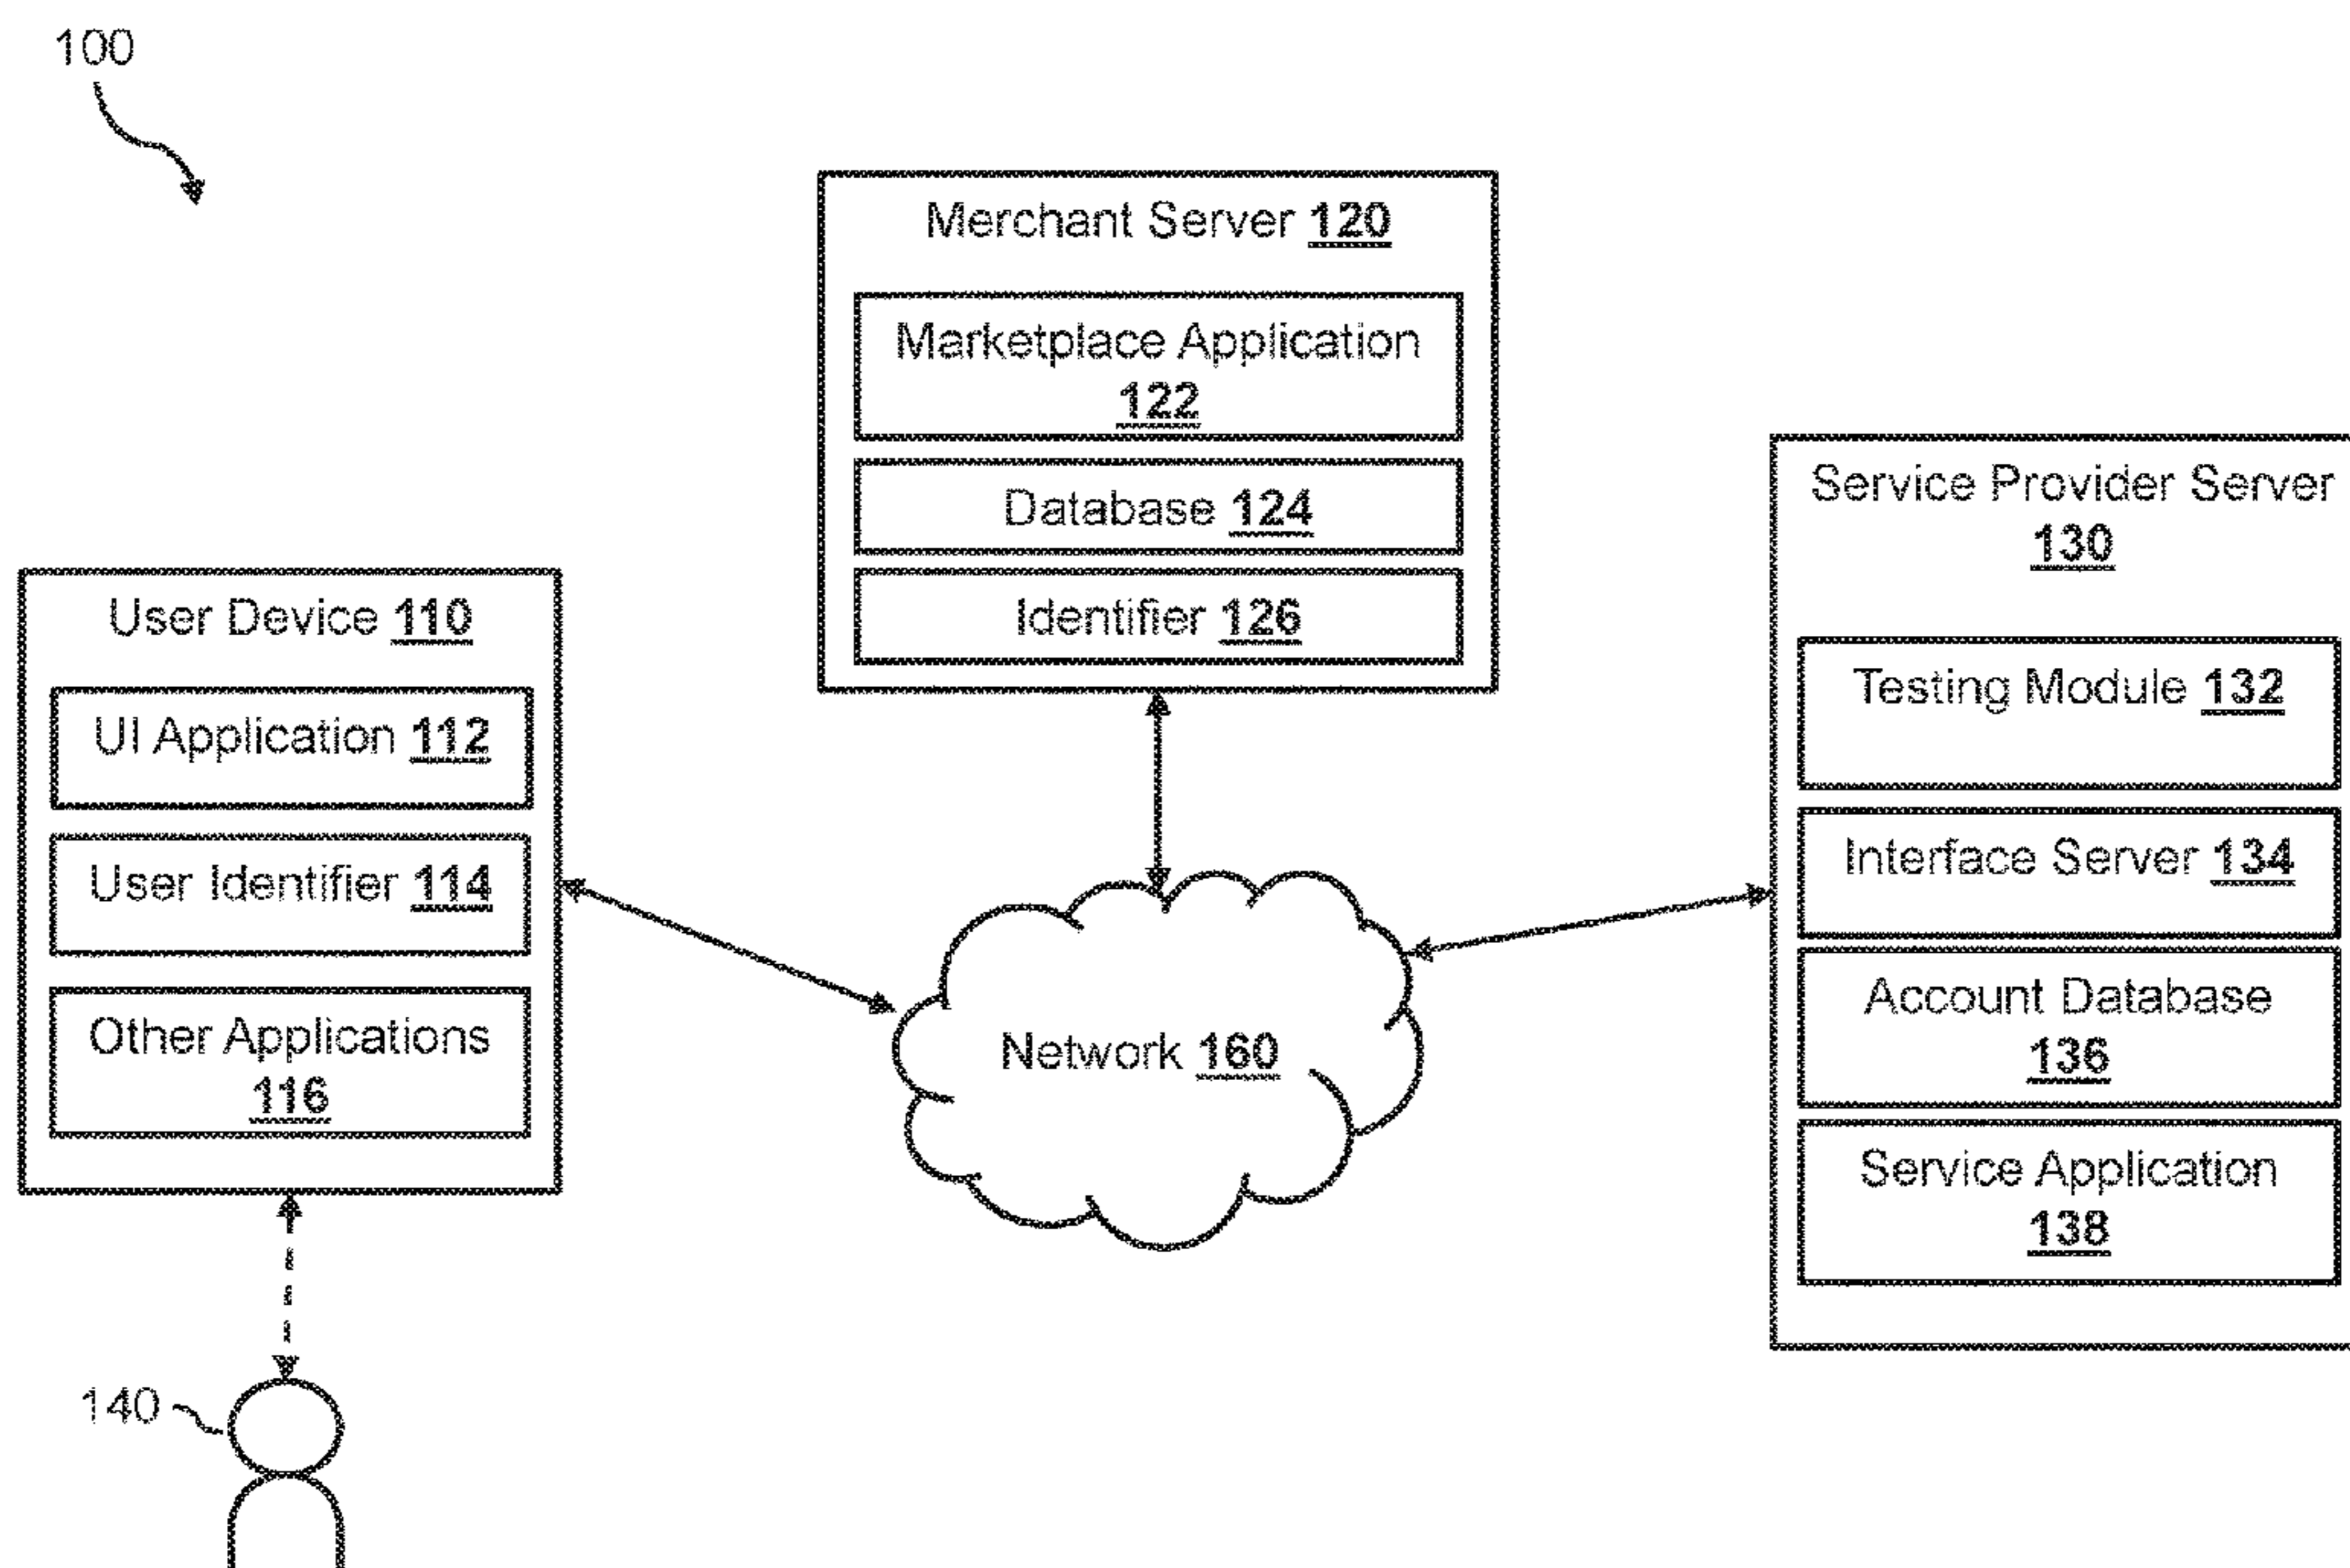 100
Merchant Server 120
Marketplace Application
122
Database 124
Identifier 126
Service Provider Server
130
Testing Module 132
Interface Server 134
Account Database
136
Service Application
138
User Device 110
UI Application 112
User Identifier 114
Other Applications
116
Network 160
140